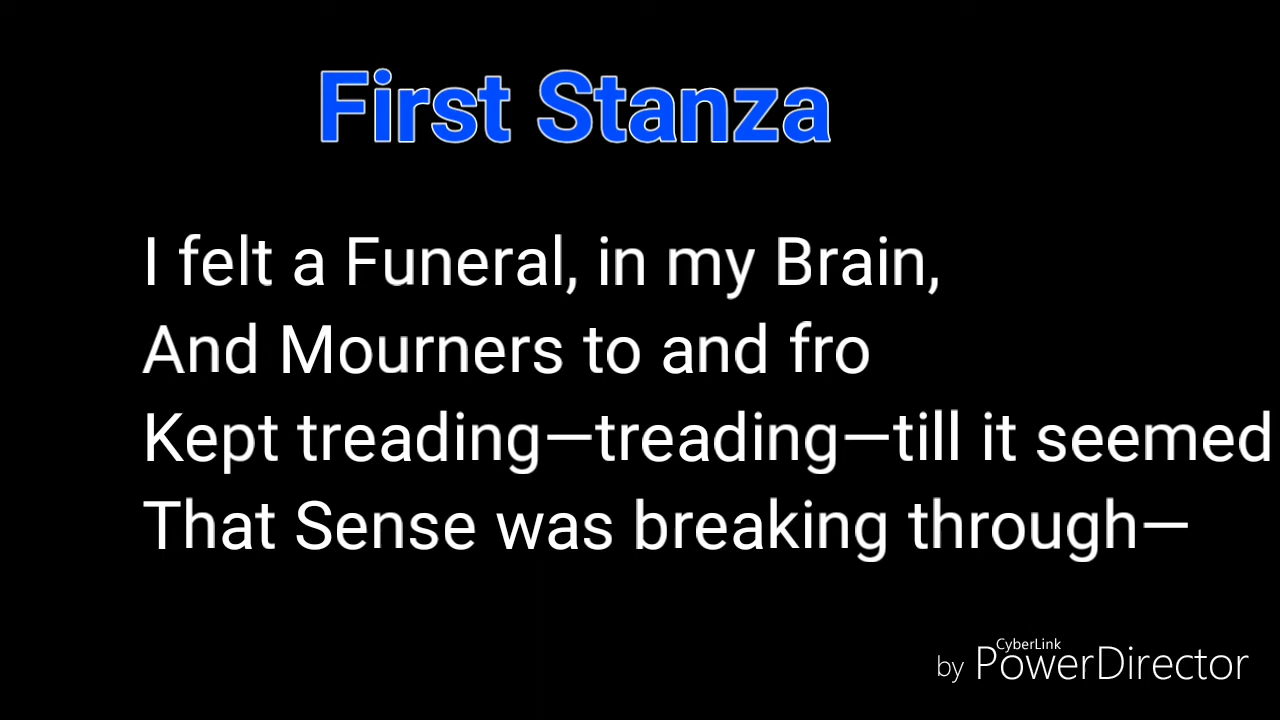 First Stanza
I felt a Funeral, in my Brain,
And Mourners to and fro
Kept treading—treading—till it seemed
That Sense was breaking through—
CyberLink
by PowerDirector